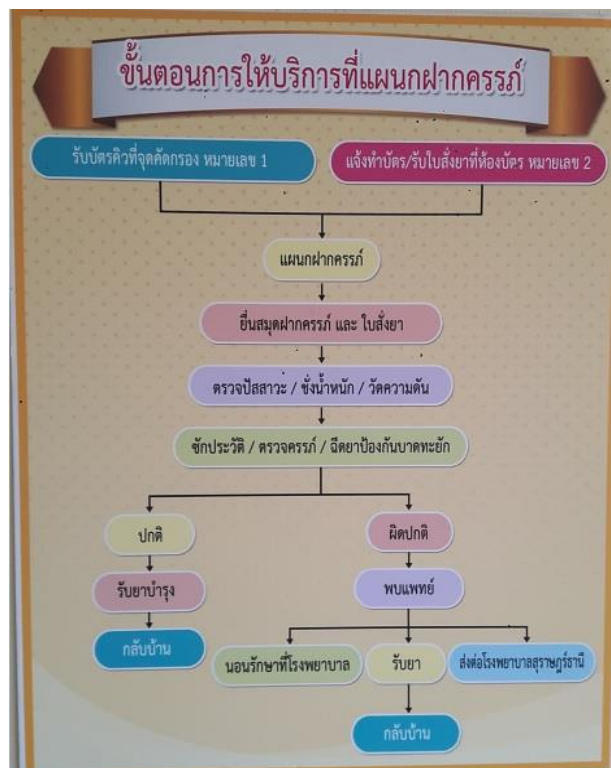 ขั้นตอนการให้บริการที่แผนกฝากครรภ์
รับบัตรคิวที่จุดคัดกรอง หมายเลข 1
แจ้งทำบัตร/รับใบสั่งยาที่ห้องบัตร หมายเลข 2
แผนกฝากครรภ์
ยื่นสมุดฝากครรภ์ และ ใบสั่งยา
ตรวจปัสสาวะ / ชั่งน้ำหนัก / วัดความดัน
ซักประวัติ / ตรวจครรภ์ / ฉีดยาป้องกันบาดทะยัก
ปกติ
ผิดปกติ
รับยาบำรุง
พบแพทย์
กลับบ้าน
นอนรักษาที่โรงพยาบาล
รับยา
ส่งต่อโรงพยาบาลสุราษฎร์ธานี
กลับบ้าน